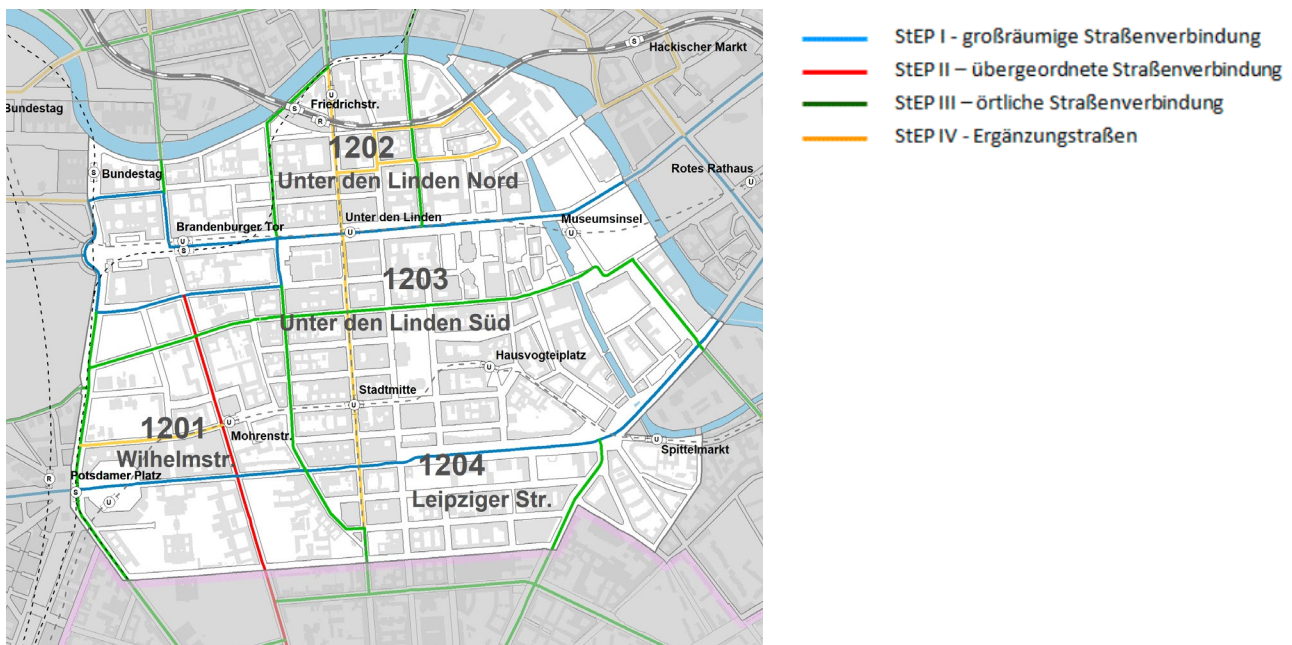 Hackischer Markt
Bundestag
Friedrichstr.
1202
Unter den Linden Nord
Bundestag
Rotes Rathaus
Brandenburger Tor
Unter den Linden
Museumsinsel
1203
Unter den Linden Süd
Hausvogteiplatz
Stadtmitte
1201
Mohrenstr.
Wilhelmstr.
Spittelmarkt
1204
Potsdamer Platz
Leipziger Str.
S
U
S
R
S
U
U
S
U
U
U
U
U
U
R
S
U
StEP I - großräumige Straßenverbindung
StEP II – übergeordnete Straßenverbindung
StEP III – örtliche Straßenverbindung
StEP IV - Ergänzungstraßen